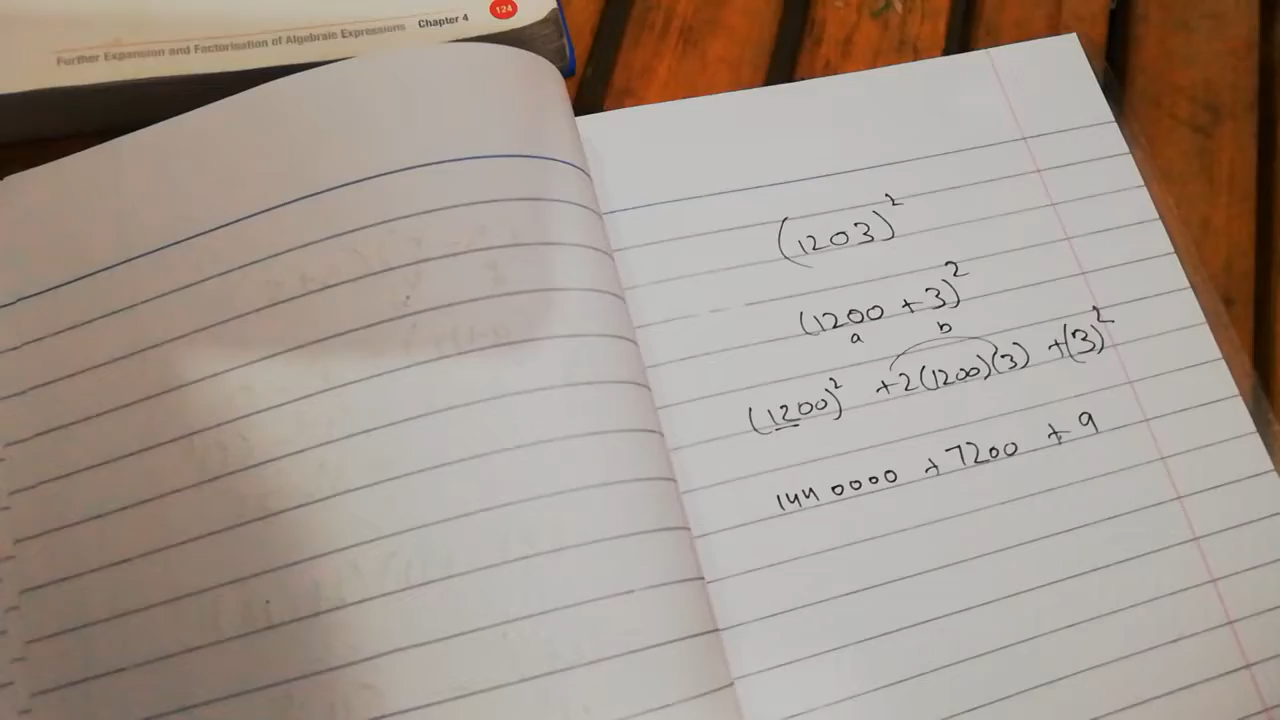 Further Expansion and Factorisation of Algebraic Expressions Chapter 4 124
(1203)²
(1200 + 3)²
a b
(1200)² +2(1200)(3) +(3)²
1440000 +7200 + 9